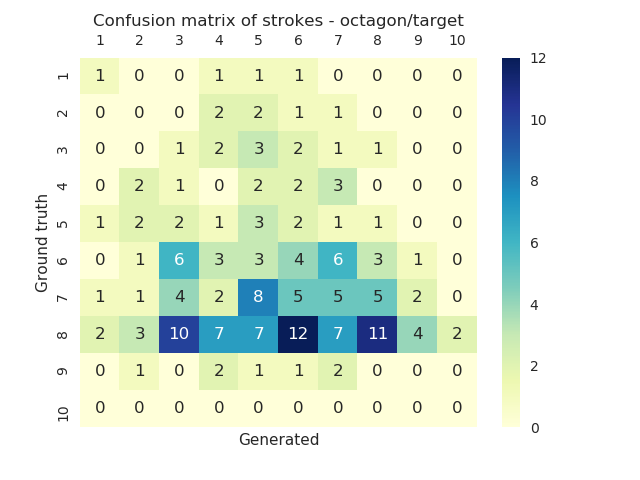 Confusion matrix of strokes - octagon/target
1 2 3 4 5 6 7 8 9 10
1 1 0 0 1 1 1 0 0 0 0
2 0 0 0 2 2 1 1 0 0 0
3 0 0 1 2 3 2 1 1 0 0
4 0 2 1 0 2 2 3 0 0 0
5 1 2 2 1 3 2 1 1 0 0
6 0 1 6 3 3 4 6 3 1 0
7 1 1 4 2 8 5 5 5 2 0
8 2 3 10 7 7 12 7 11 4 2
9 0 1 0 2 1 1 2 0 0 0
10 0 0 0 0 0 0 0 0 0 0
Ground truth
Generated
12
10
8
6
4
2
0